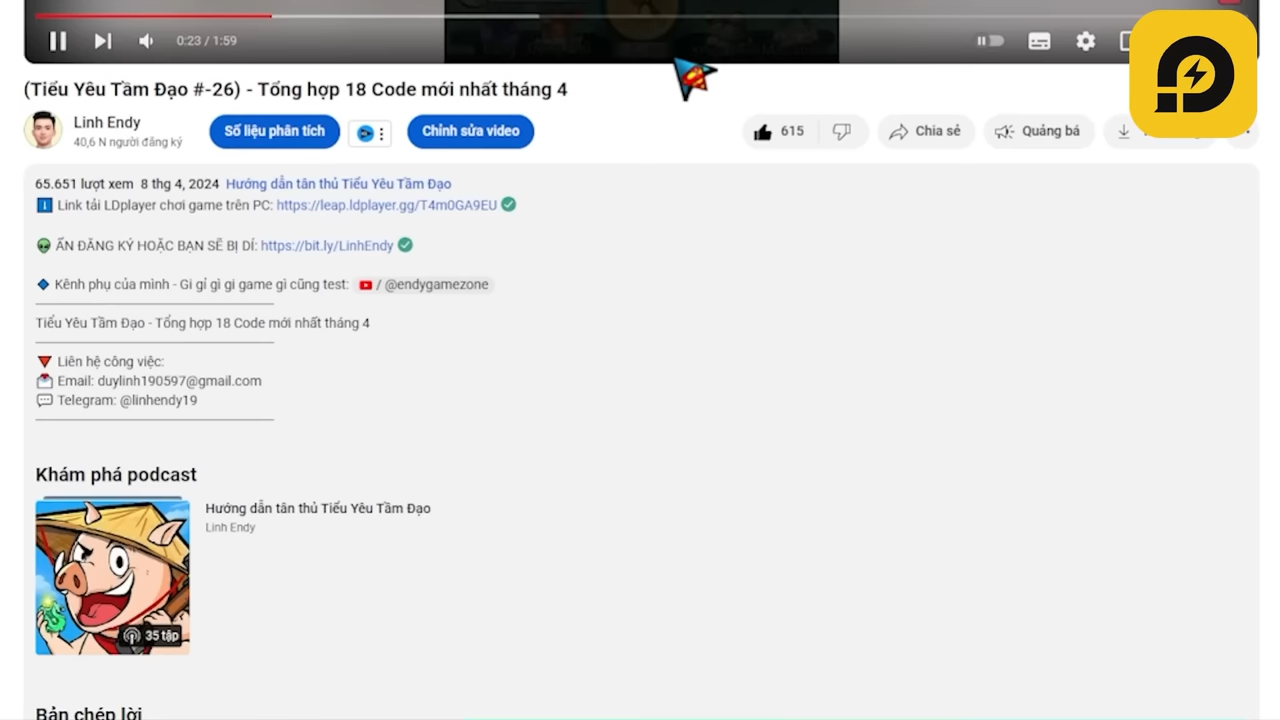 0:23 / 1:59
(Tiểu Yêu Tầm Đạo #-26) - Tổng hợp 18 Code mới nhất tháng 4
Linh Endy
40,6 N người đăng ký
Số liệu phân tích
Chỉnh sửa video
615
Chia sẻ
Quảng bá
65.651 lượt xem 8 thg 4, 2024 Hướng dẫn tân thủ Tiểu Yêu Tầm Đạo
Link tải LDplayer chơi game trên PC: https://leap.ldplayer.gg/T4m0GA9EU
ẤN ĐĂNG KÝ HOẶC BẠN SẼ BỊ DÍ: https://bit.ly/LinhEndy
Kênh phụ của mình - Gi gỉ gì gi game gì cũng test: / @endygamezone
Tiểu Yêu Tầm Đạo - Tổng hợp 18 Code mới nhất tháng 4
Liên hệ công việc:
Email: duylinh190597@gmail.com
Telegram: @linhendy19
Khám phá podcast
Hướng dẫn tân thủ Tiểu Yêu Tầm Đạo
Linh Endy
35 tập
Bản chép lời